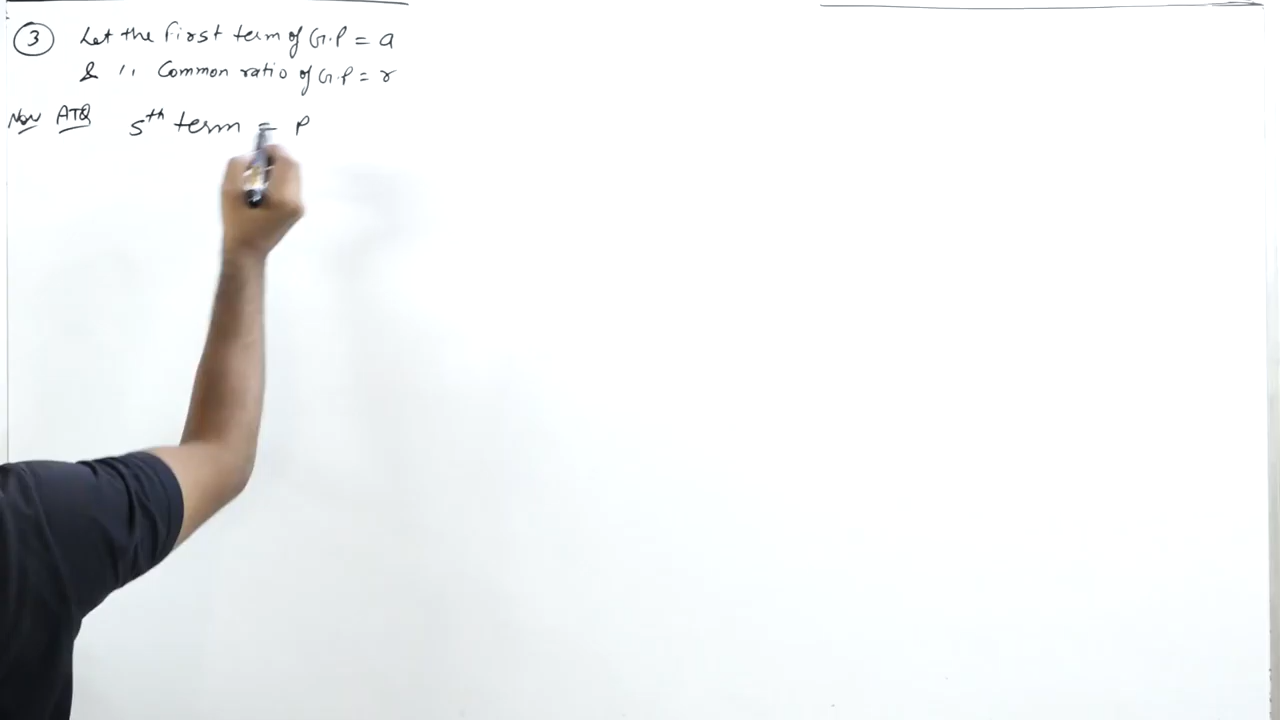 3 Let the first term of G.P = a
& ,, Common ratio of G.P = r
Now ATQ 5th term = P